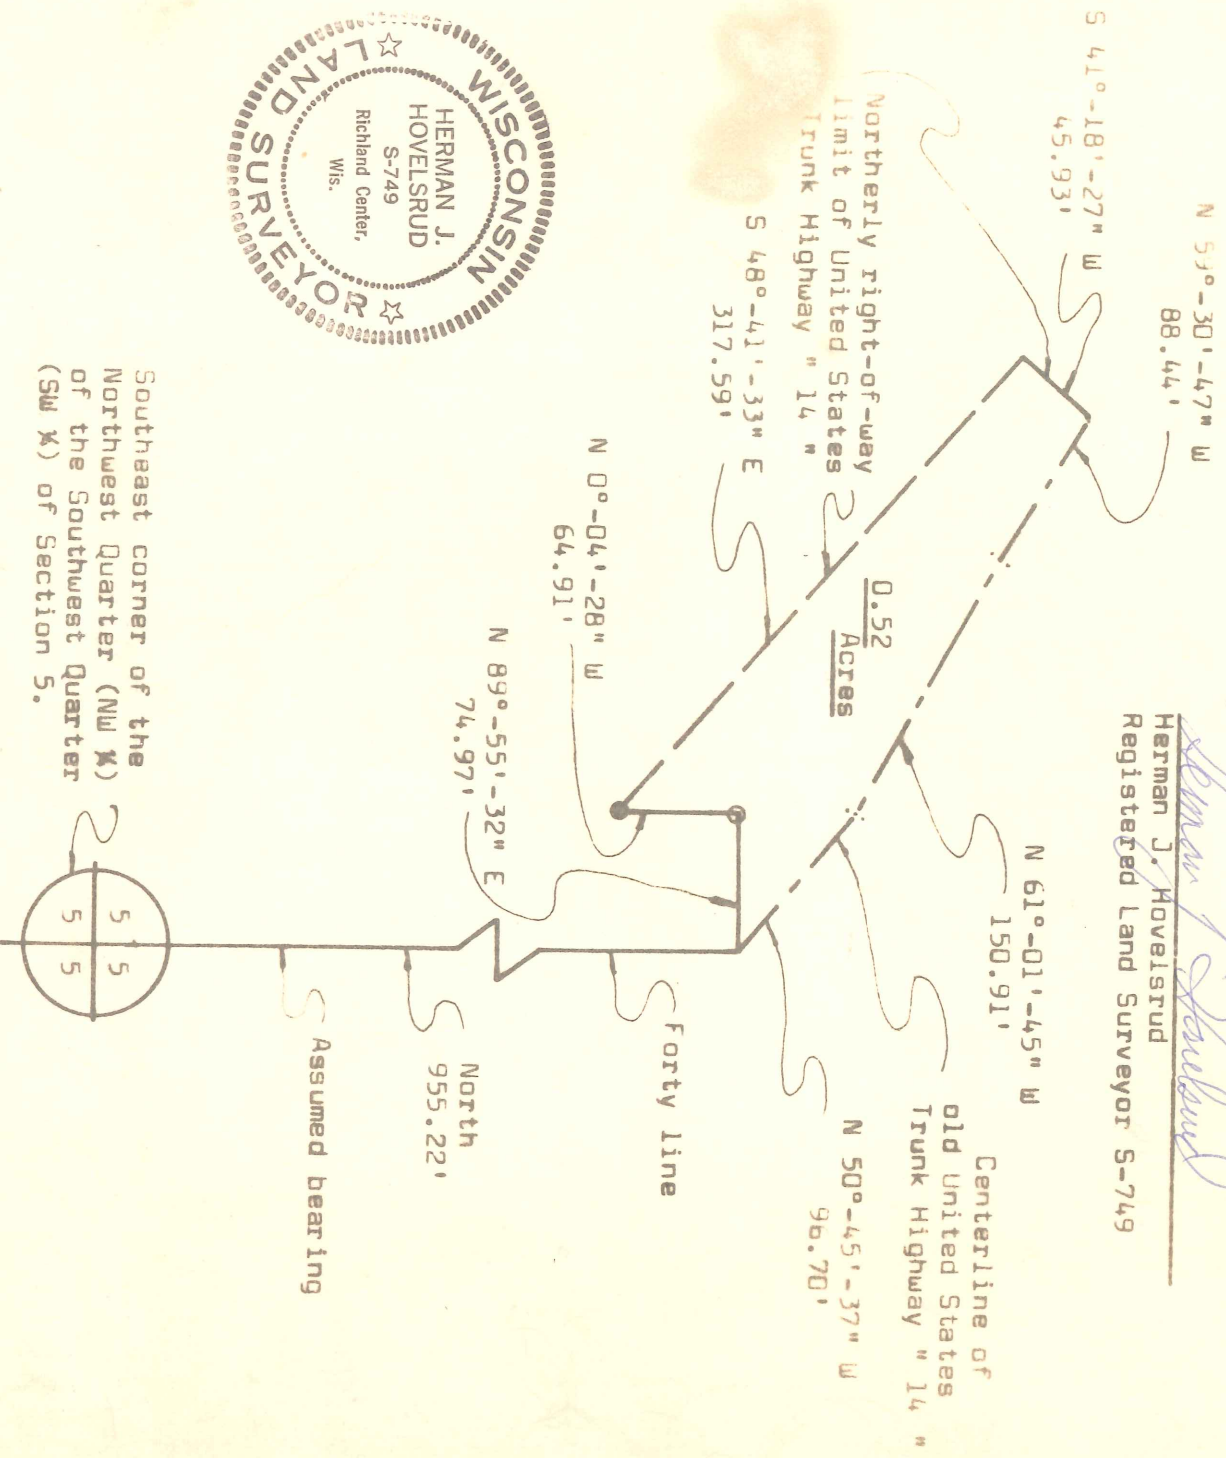 Herman J. Hovelsrud
N 59°-30'-47" W
88.44'
Herman J. Hovelsrud
Registered Land Surveyor S-749
S 41°-18'-27" W
45.93'
N 61°-01'-45" W
150.91'
Centerline of
old United States
Trunk Highway " 14 "
Northerly right-of-way
limit of United States
Trunk Highway " 14 "
0.52
Acres
N 50°-45'-37" W
96.70'
S 48°-41'-33" E
317.59'
Forty line
N 0°-04'-28" W
64.91'
N 89°-55'-32" E
74.97'
North
955.22'
Assumed bearing
WISCONSIN
LAND SURVEYOR
HERMAN J.
HOVELSRUD
S-749
Richland Center,
Wis.
Southeast corner of the
Northwest Quarter (NW ¼)
of the Southwest Quarter
(SW ¼) of Section 5.
5 5
5 5